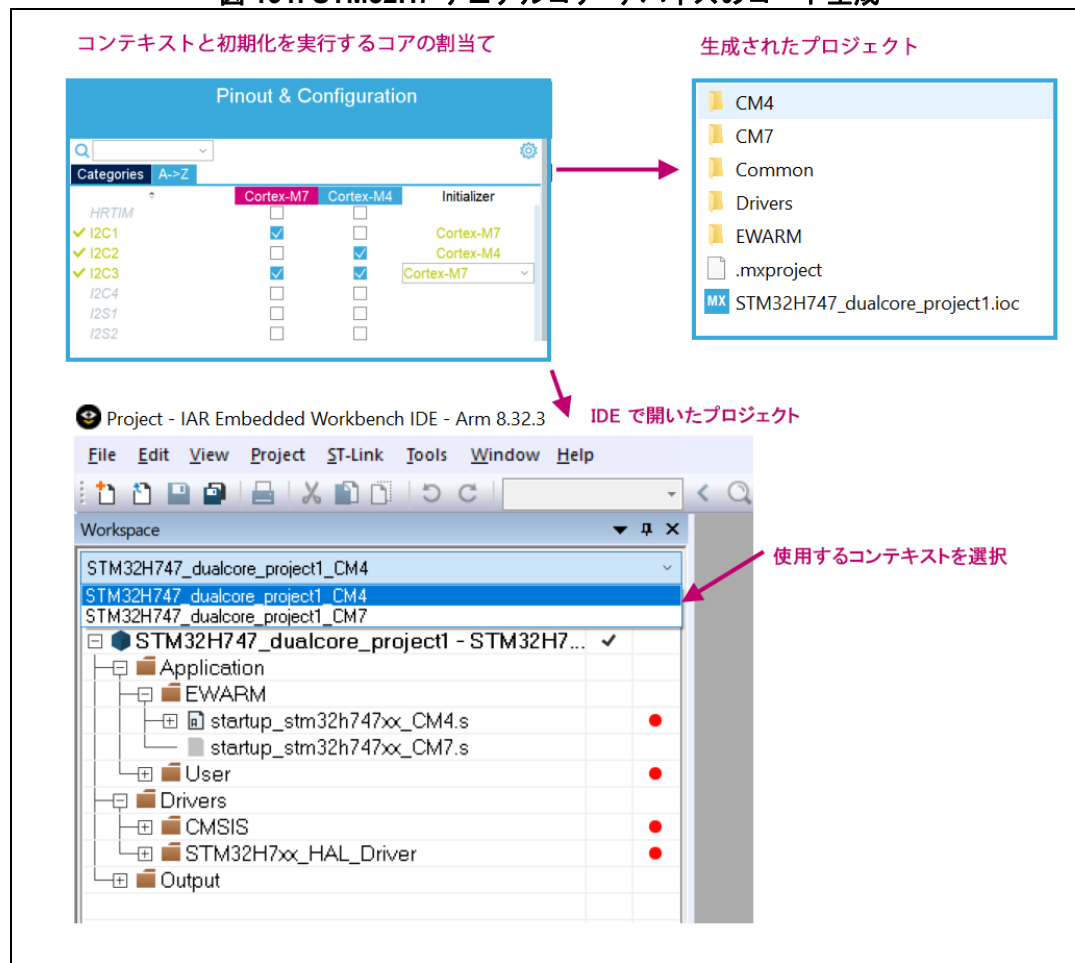 コンテキストと初期化を実行するコアの割当て
生成されたプロジェクト
Pinout & Configuration
Categories A->Z
Cortex-M7 Cortex-M4 Initializer
HRTIM
I2C1 Cortex-M7
I2C2 Cortex-M4
I2C3 Cortex-M7
I2C4
I2S1
I2S2
CM4
CM7
Common
Drivers
EWARM
.mxproject
MX STM32H747_dualcore_project1.ioc
IDE で開いたプロジェクト
Project - IAR Embedded Workbench IDE - Arm 8.32.3
File Edit View Project ST-Link Tools Window Help
Workspace
使用するコンテキストを選択
STM32H747_dualcore_project1_CM4
STM32H747_dualcore_project1_CM4
STM32H747_dualcore_project1_CM7
STM32H747_dualcore_project1 - STM32H7...
Application
EWARM
startup_stm32h747xx_CM4.s
startup_stm32h747xx_CM7.s
User
Drivers
CMSIS
STM32H7xx_HAL_Driver
Output